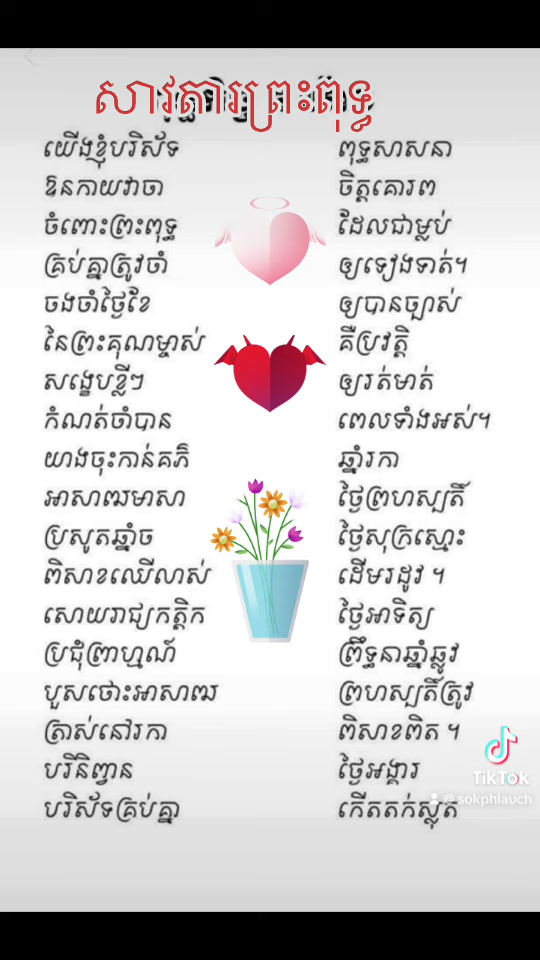 សាវតារព្រះពុទ្ធ
យើងខ្ញុំបរិស័ទ ពុទ្ធសាសនា
ឱនកាយវាចា ចិត្តគោរព
ចំពោះព្រះពុទ្ធ ដែលជាម្លប់
គ្រប់គ្នាត្រូវចាំ ឲ្យទៀងទាត់។
ចងចាំថ្ងៃខែ ឲ្យបានច្បាស់
នៃព្រះគុណម្ចាស់ គឺប្រវត្តិ
សង្ខេបខ្លីៗ ឲ្យរត់មាត់
កំណត់ចាំបាន ពេលទាំងអស់។
យាងចុះកាន់គភ៌ ឆ្នាំរកា
អាសាឍមាសា ថ្ងៃព្រហស្បតិ៍
ប្រសូតឆ្នាំច ថ្ងៃសុក្រស្មោះ
ពិសាខឈើលាស់ ដើមរដូវ ។
សោយរាជ្យកត្តិក ថ្ងៃអាទិត្យ
ប្រជុំព្រាហ្មណ៍ ព្រឹទ្ធនាឆ្នាំឆ្លូវ
បួសថោះអាសាឍ ព្រហស្បតិ៍ត្រូវ
ត្រាស់នៅរកា ពិសាខពិត ។
បរិនិព្វាន ថ្ងៃអង្គារ
បរិស័ទគ្រប់គ្នា កើតតក់ស្លុត
TikTok
@sokphlauch